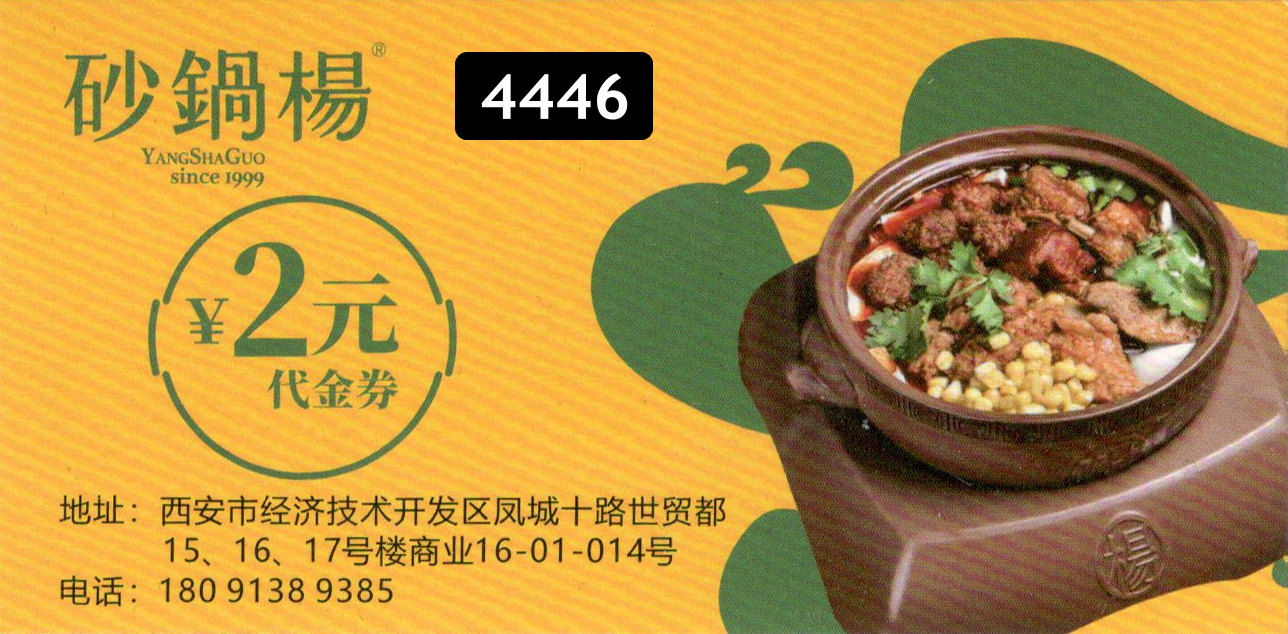 砂鍋楊®
YANGSHAGUO
since 1999
4446
¥2元
代金券
地址：西安市经济技术开发区凤城十路世贸都
15、16、17号楼商业16-01-014号
电话：180 9138 9385
楊